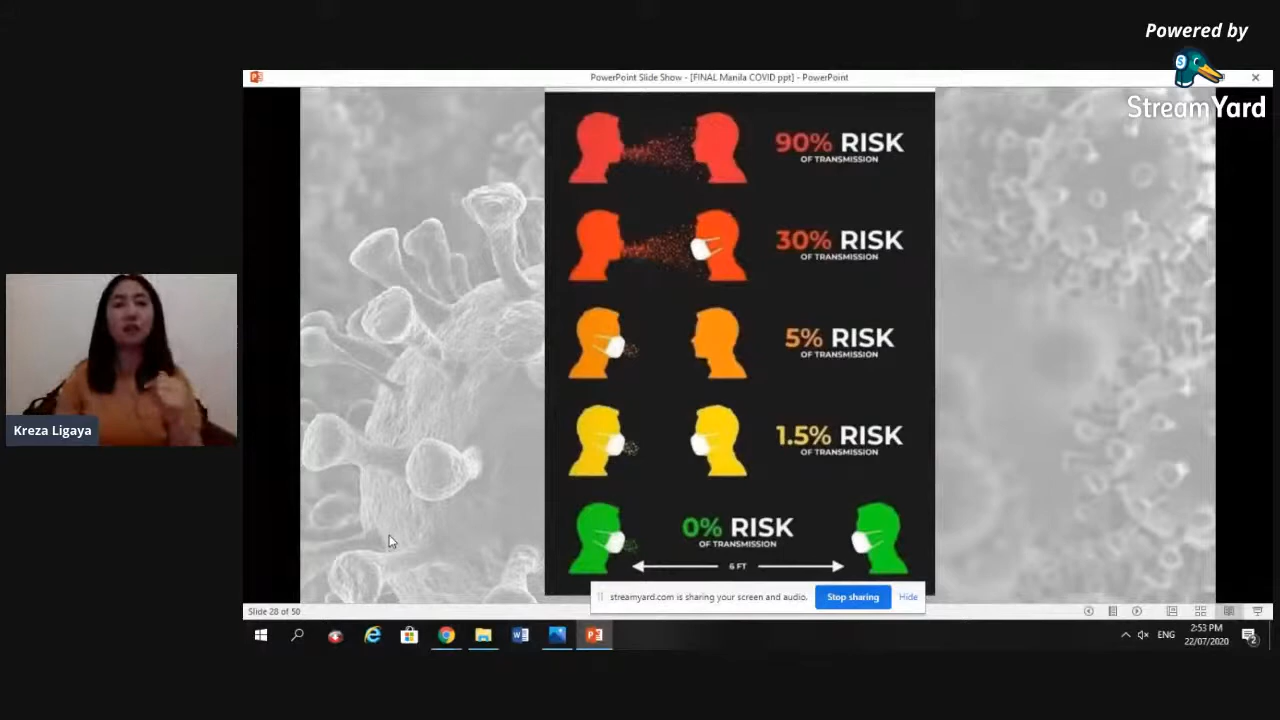 Powered by
StreamYard
PowerPoint Slide Show - [FINAL Manila COVID ppt] - PowerPoint
90% RISK
OF TRANSMISSION
30% RISK
OF TRANSMISSION
5% RISK
OF TRANSMISSION
1.5% RISK
OF TRANSMISSION
0% RISK
OF TRANSMISSION
6 FT
Kreza Ligaya
streamyard.com is sharing your screen and audio.
Stop sharing
Hide
Slide 28 of 50
ENG
2:53 PM
22/07/2020
2